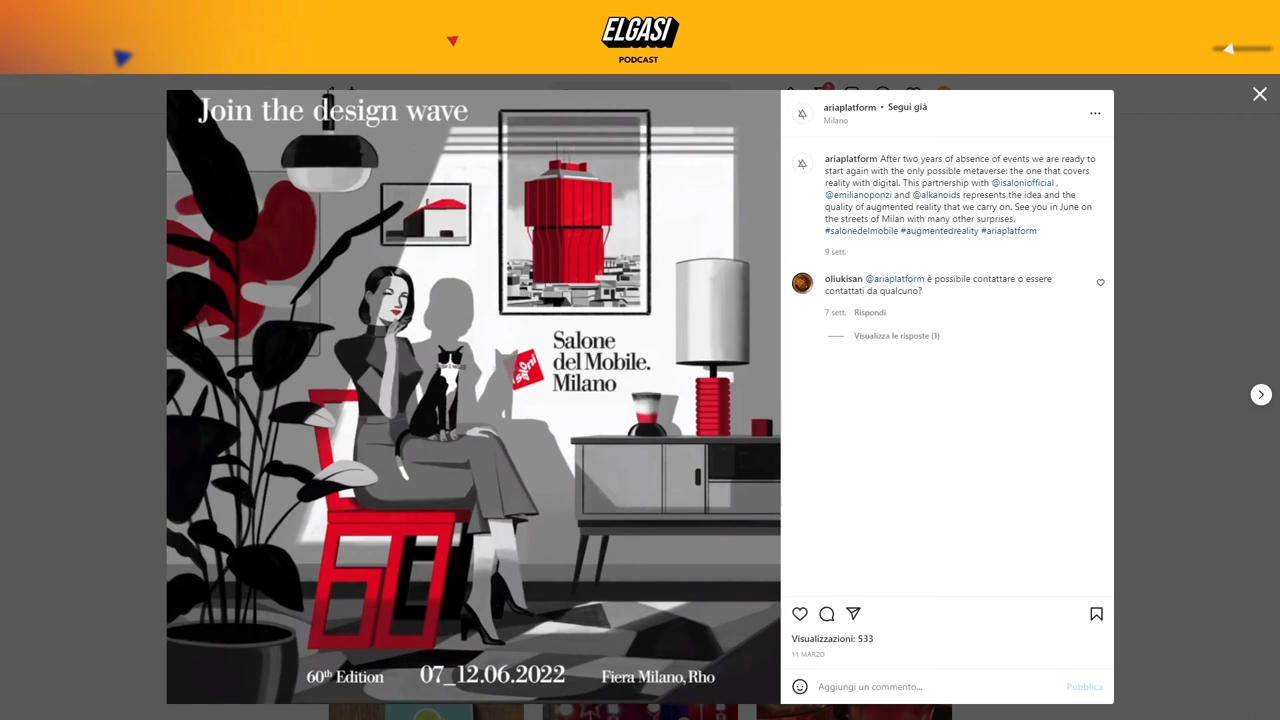 ELGASI
PODCAST
Join the design wave
Salone
del Mobile.
Milano
60th Edition
07_12.06.2022
Fiera Milano, Rho
ariaplatform • Segui già
Milano
ariaplatform After two years of absence of events we are ready to
start again with the only possible metaverse: the one that covers
reality with digital. This partnership with @isaloniofficial ,
@emilianoponzi and @alkanoids represents the idea and the
quality of augmented reality that we carry on. See you in June on
the streets of Milan with many other surprises.
#salonedelmobile #augmentedreality #ariaplatform
9 sett.
oliukisan @ariaplatform è possibile contattare o essere
contattati da qualcuno?
7 sett. Rispondi
Visualizza le risposte (1)
Visualizzazioni: 533
11 MARZO
Aggiungi un commento...
Pubblica